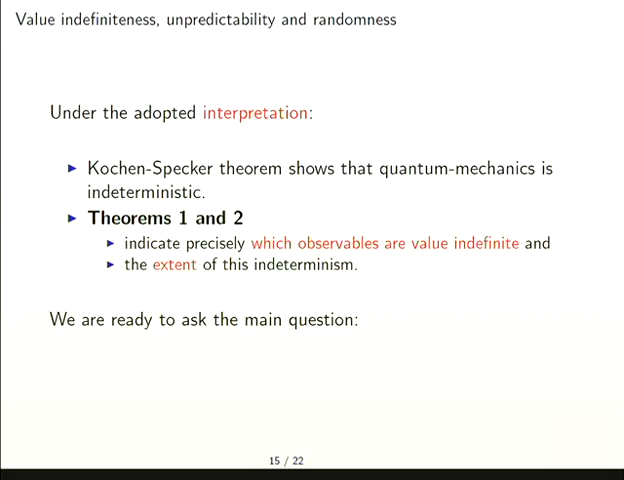 Value indefiniteness, unpredictability and randomness
Under the adopted interpretation:
Kochen-Specker theorem shows that quantum-mechanics is
indeterministic.
Theorems 1 and 2
indicate precisely which observables are value indefinite and
the extent of this indeterminism.
We are ready to ask the main question:
15 / 22